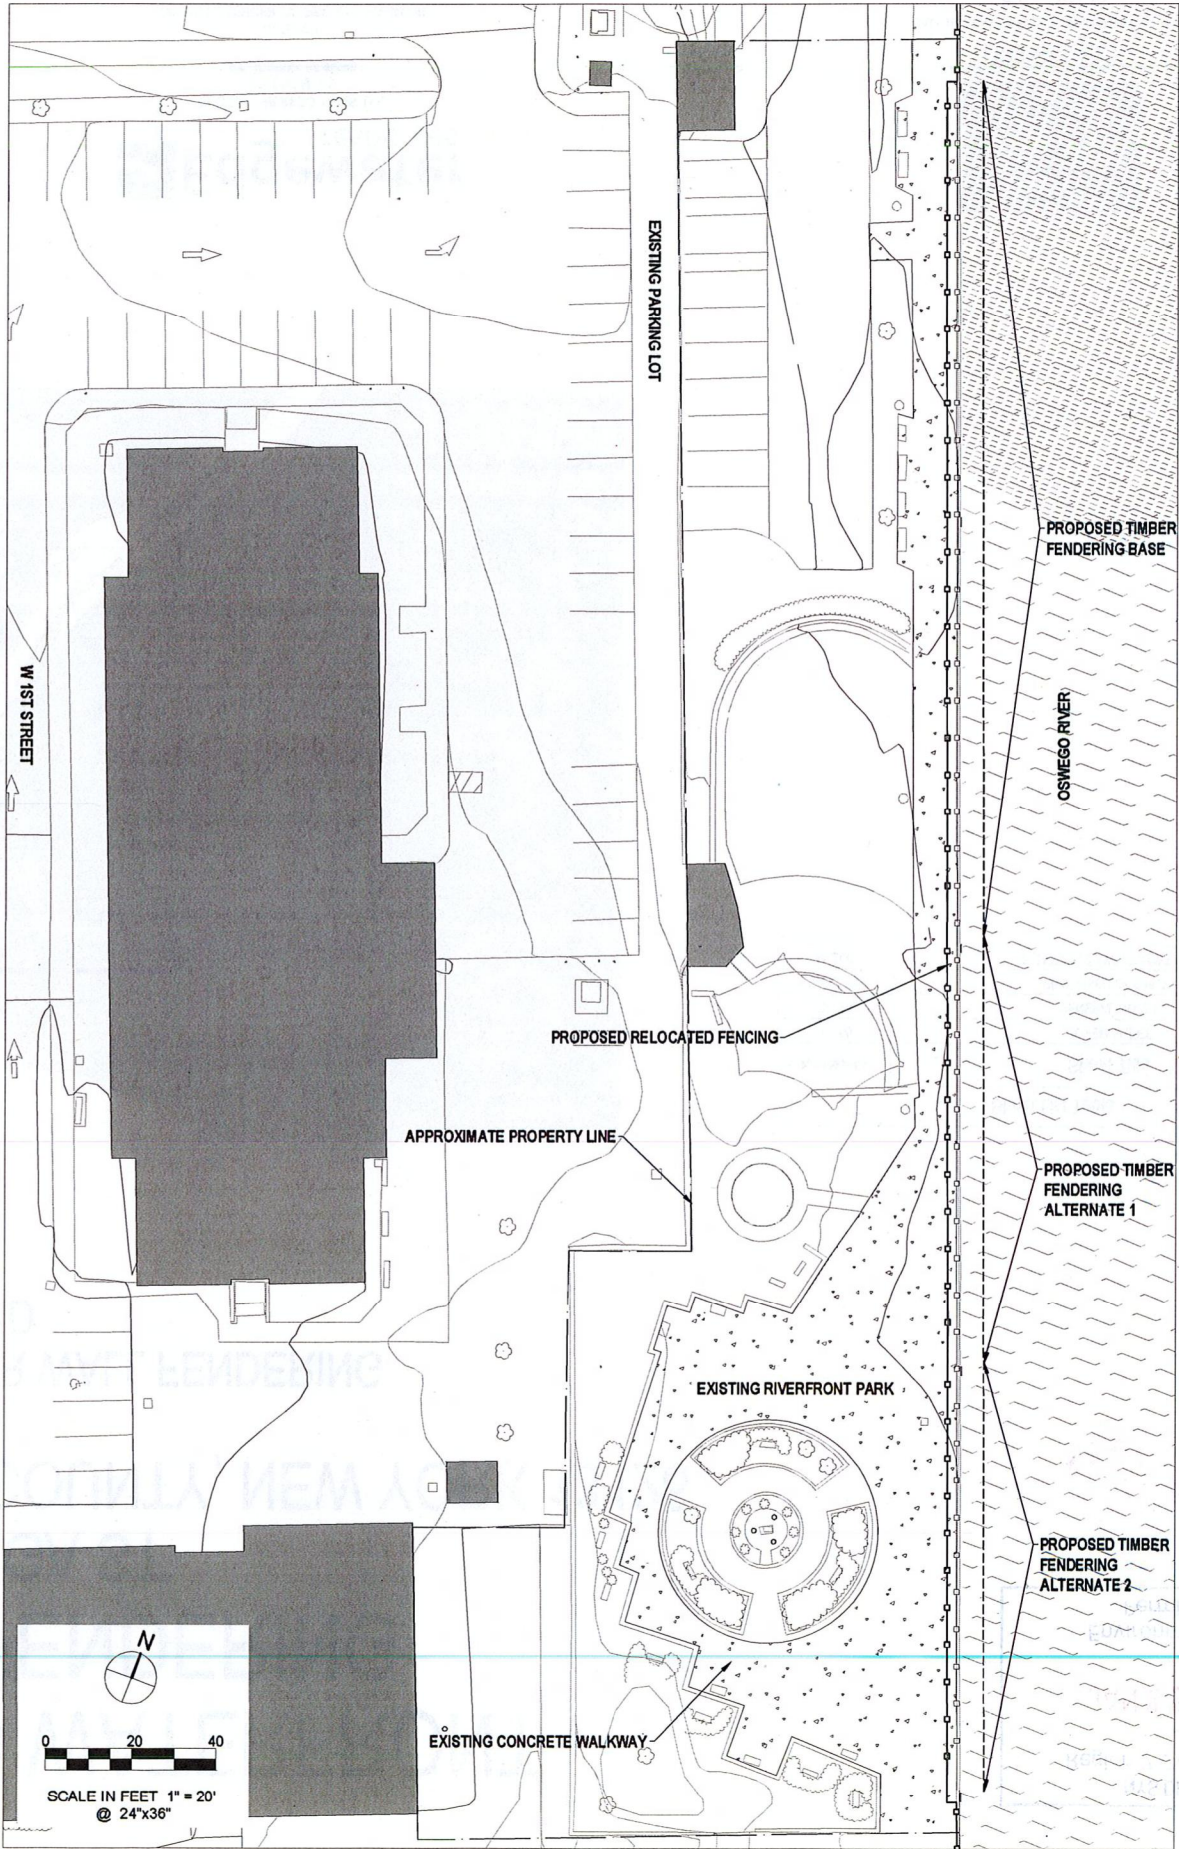 EXISTING PARKING LOT
PROPOSED TIMBER
FENDERING BASE
W 1ST STREET
OSWEGO RIVER
PROPOSED RELOCATED FENCING
APPROXIMATE PROPERTY LINE
PROPOSED TIMBER
FENDERING
ALTERNATE 1
EXISTING RIVERFRONT PARK
PROPOSED TIMBER
FENDERING
ALTERNATE 2
N
EXISTING CONCRETE WALKWAY
0 20 40
SCALE IN FEET 1" = 20'
@ 24"x36"